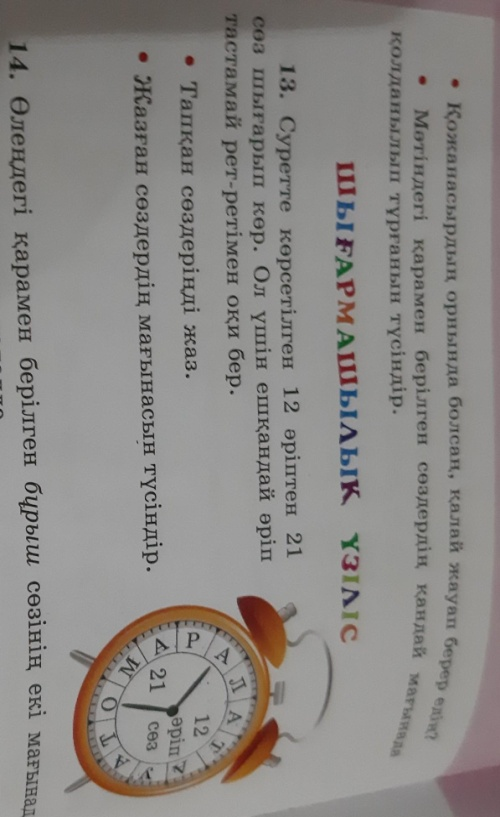 • Қожанасырдың орнында болсаң, қалай жауап берер едің?
• Мәтіндегі қарамен берілген сөздердің қандай мағынада
қолданылып тұрғанын түсіндір.
ШЫҒАРМАШЫЛЫҚ ҮЗІЛІС
13. Суретте көрсетілген 12 әріптен 21
сөз шығарып көр. Ол үшін ешқандай әріп
тастамай рет-ретімен оқи бер.
• Тапқан сөздеріңді жаз.
• Жазған сөздердің мағынасын түсіндір.
О М А Р А Л А Т
12
әріп
21
сөз
14. Өлеңдегі қарамен берілген бұрыш сөзінің екі мағынад